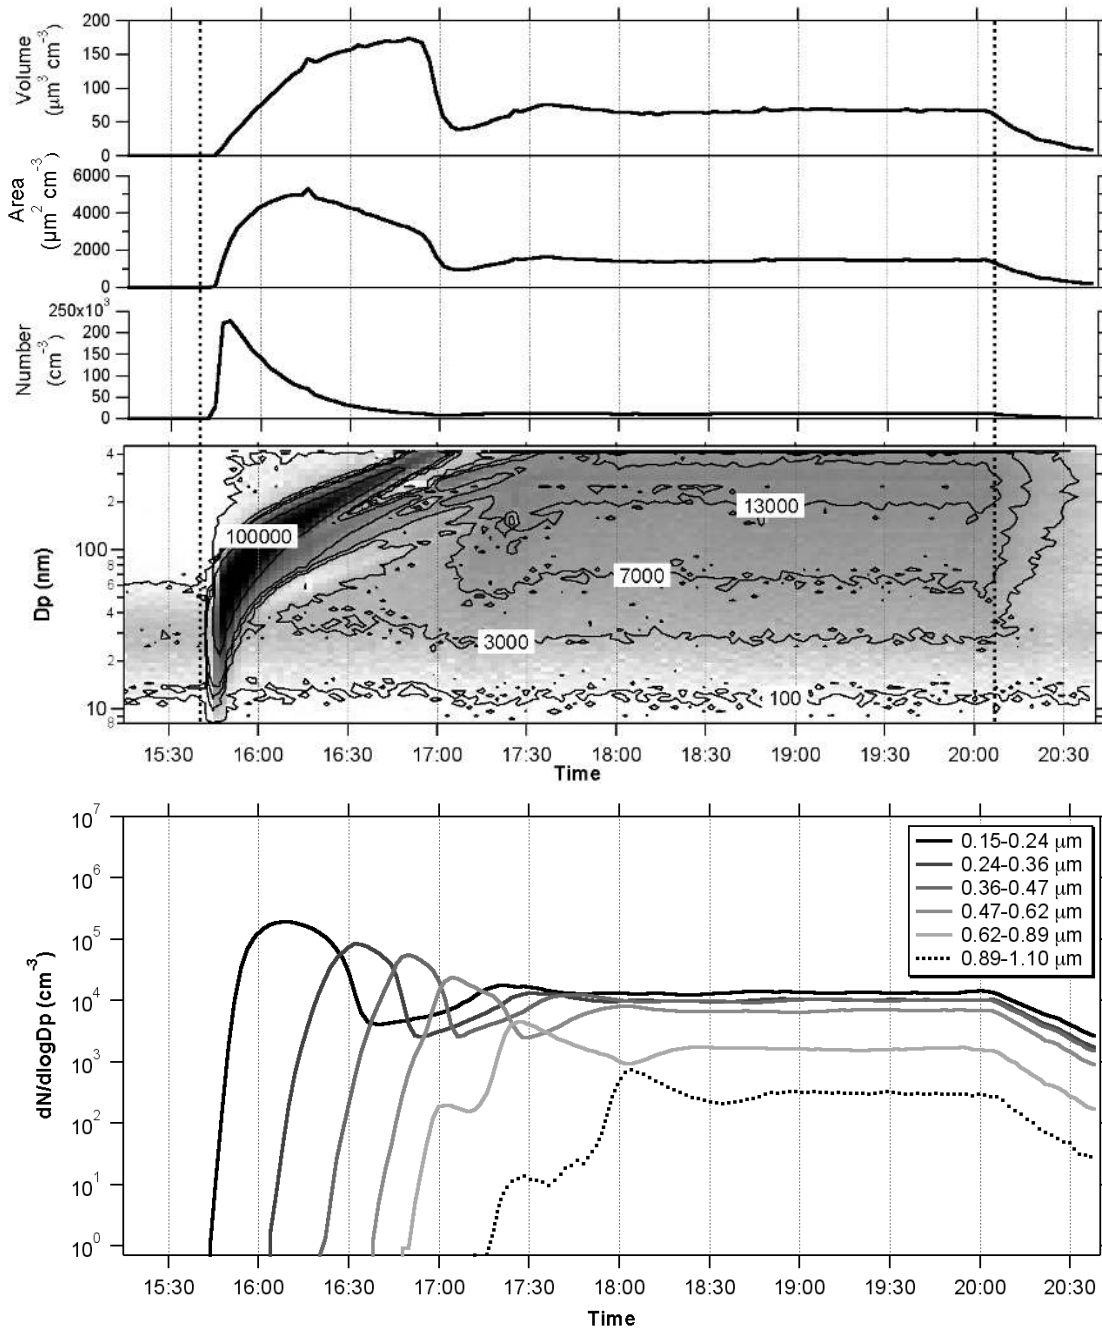 200
150
100
50
0
Volume
(μm³ cm⁻³)
6000
4000
2000
0
Area
(μm² cm⁻³)
250x10³
200
150
100
50
0
Number
(cm⁻³)
4
2
100
8
6
4
2
10
8
Dp (nm)
100000
13000
7000
3000
100
15:30 16:00 16:30 17:00 17:30 18:00 18:30 19:00 19:30 20:00 20:30
Time
10⁷
10⁶
10⁵
10⁴
10³
10²
10¹
10⁰
dN/dlogDp (cm⁻³)
0.15-0.24 μm
0.24-0.36 μm
0.36-0.47 μm
0.47-0.62 μm
0.62-0.89 μm
0.89-1.10 μm
15:30 16:00 16:30 17:00 17:30 18:00 18:30 19:00 19:30 20:00 20:30
Time